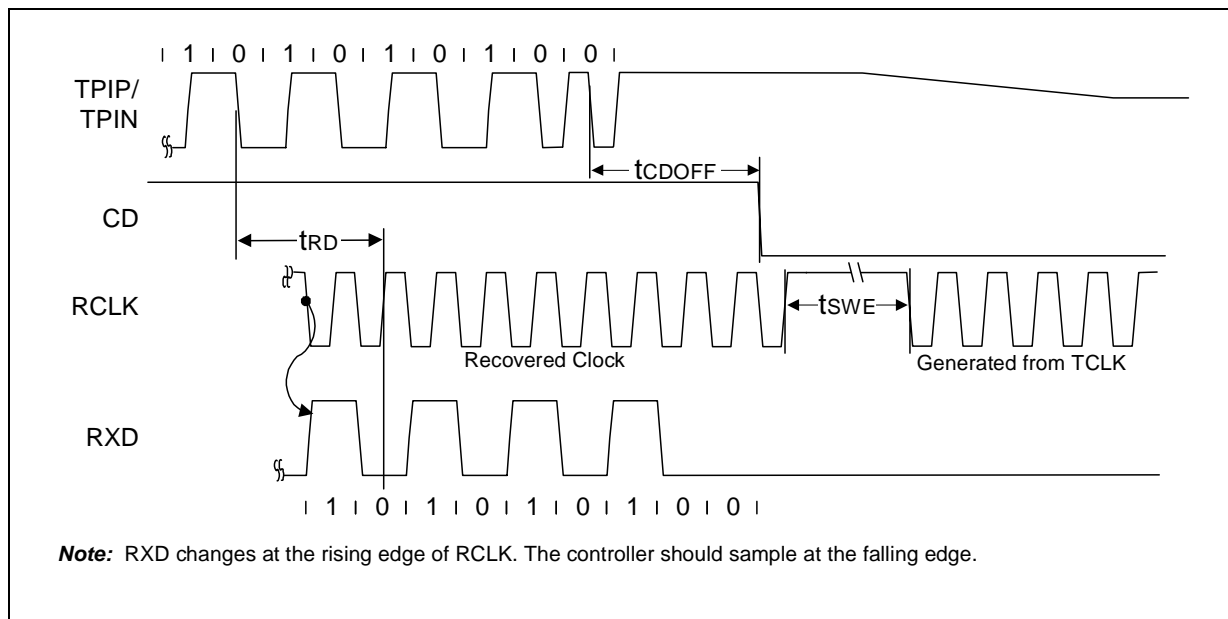 1 0 1 0 1 0 1 0 0
TPIP/
TPIN
tCDOFF
CD
tRD
RCLK
tSWE
Recovered Clock
Generated from TCLK
RXD
1 0 1 0 1 0 1 0 0
Note: RXD changes at the rising edge of RCLK. The controller should sample at the falling edge.